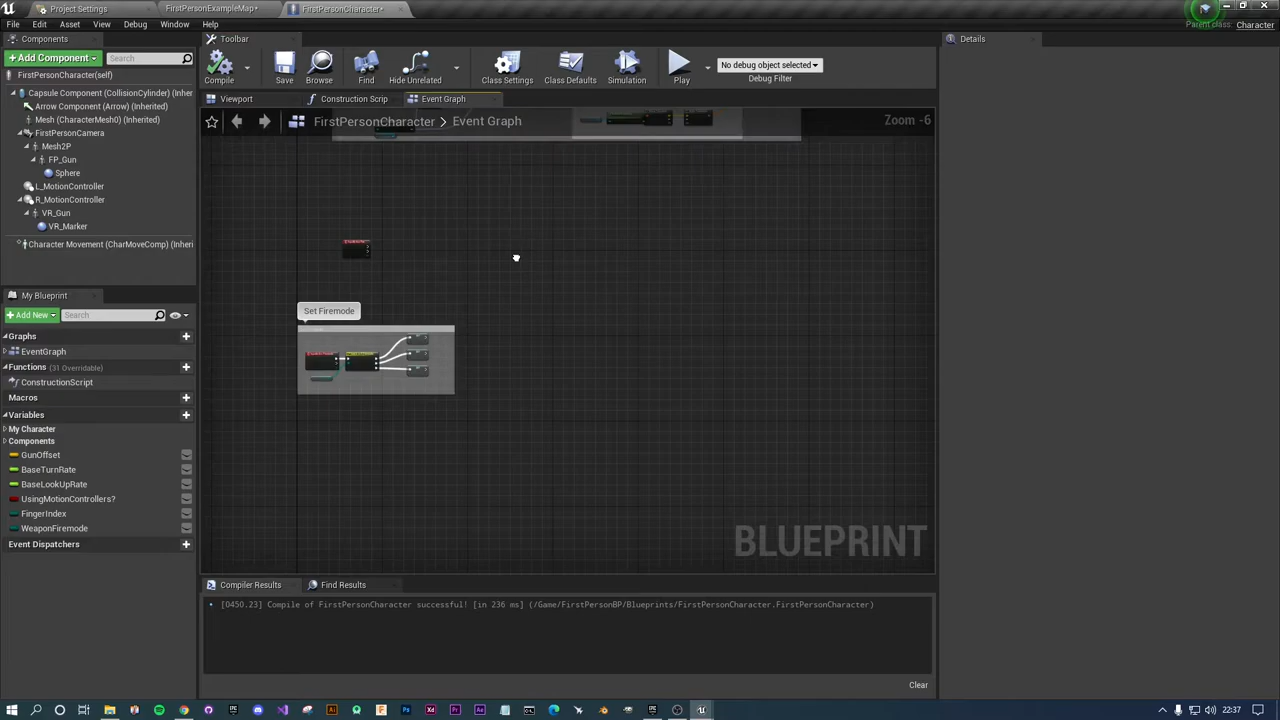 Project Settings
FirstPersonExampleMap*
FirstPersonCharacter*
File Edit Asset View Debug Window Help
Parent class: Character
Components
Toolbar
Details
+Add Component
Search
FirstPersonCharacter(self)
Capsule Component (CollisionCylinder) (Inher
Arrow Component (Arrow) (Inherited)
Mesh (CharacterMesh0) (Inherited)
FirstPersonCamera
Mesh2P
FP_Gun
Sphere
L_MotionController
R_MotionController
VR_Gun
VR_Marker
Character Movement (CharMoveComp) (Inheri
Compile Save Browse Find Hide Unrelated Class Settings Class Defaults Simulation Play
No debug object selected
Debug Filter
Viewport
Construction Scrip
Event Graph
FirstPersonCharacter > Event Graph
Zoom -6
Set Firemode
BLUEPRINT
My Blueprint
+Add New
Search
Graphs
EventGraph
Functions (31 Overridable)
ConstructionScript
Macros
Variables
My Character
Components
GunOffset
BaseTurnRate
BaseLookUpRate
UsingMotionControllers?
FingerIndex
WeaponFiremode
Event Dispatchers
Compiler Results
Find Results
[0450.23] Compile of FirstPersonCharacter successful! [in 236 ms] (/Game/FirstPersonBP/Blueprints/FirstPersonCharacter.FirstPersonCharacter)
Clear
22:37